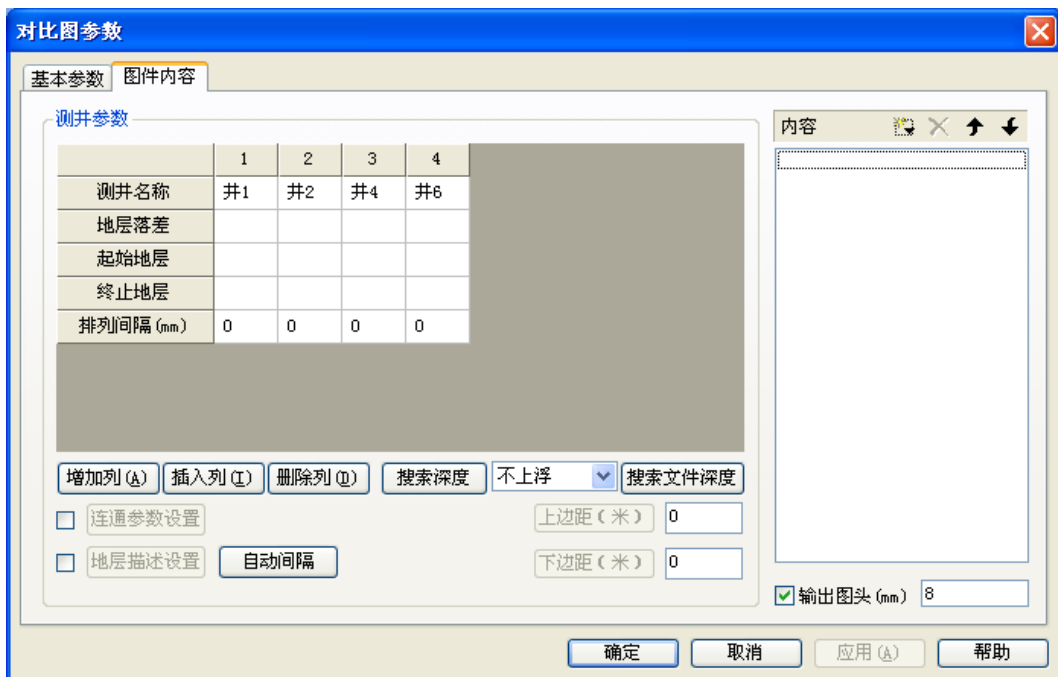 对比图参数
基本参数 图件内容
测井参数
1 2 3 4
测井名称 井1 井2 井4 井6
地层落差
起始地层
终止地层
排列间隔(mm) 0 0 0 0
增加列(A) 插入列(I) 删除列(D) 搜索深度 不上浮 搜索文件深度
连通参数设置 上边距(米) 0
地层描述设置 自动间隔 下边距(米) 0
内容
输出图头(mm) 8
确定 取消 应用(A) 帮助